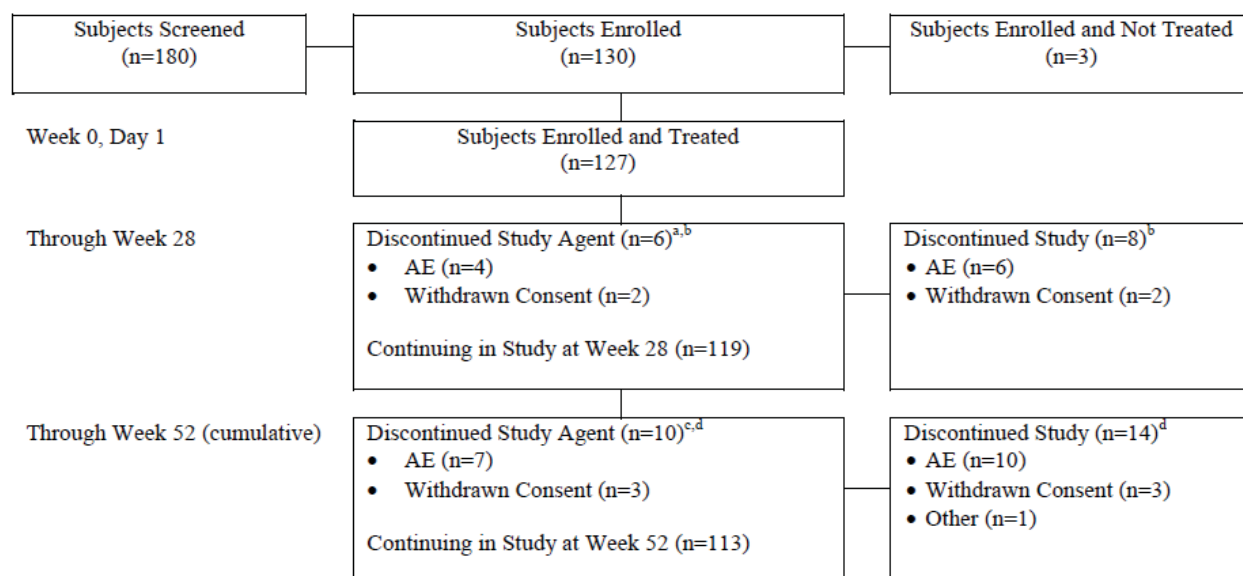 Subjects Screened
(n=180)
Subjects Enrolled
(n=130)
Subjects Enrolled and Not Treated
(n=3)
Week 0, Day 1
Subjects Enrolled and Treated
(n=127)
Through Week 28
Discontinued Study Agent (n=6)a,b
• AE (n=4)
• Withdrawn Consent (n=2)
Continuing in Study at Week 28 (n=119)
Discontinued Study (n=8)b
• AE (n=6)
• Withdrawn Consent (n=2)
Through Week 52 (cumulative)
Discontinued Study Agent (n=10)c,d
• AE (n=7)
• Withdrawn Consent (n=3)
Continuing in Study at Week 52 (n=113)
Discontinued Study (n=14)d
• AE (n=10)
• Withdrawn Consent (n=3)
• Other (n=1)